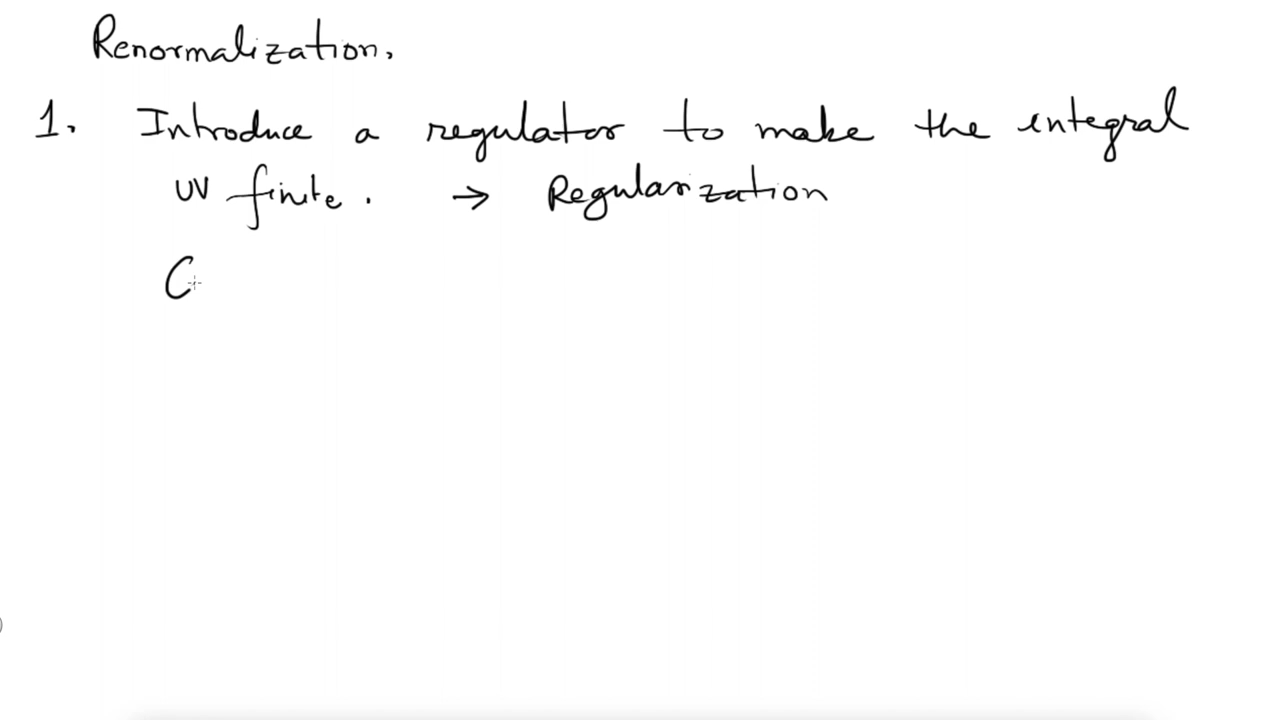 Renormalization.
1. Introduce a regulator to make the integral
UV finite. → Regularization
C